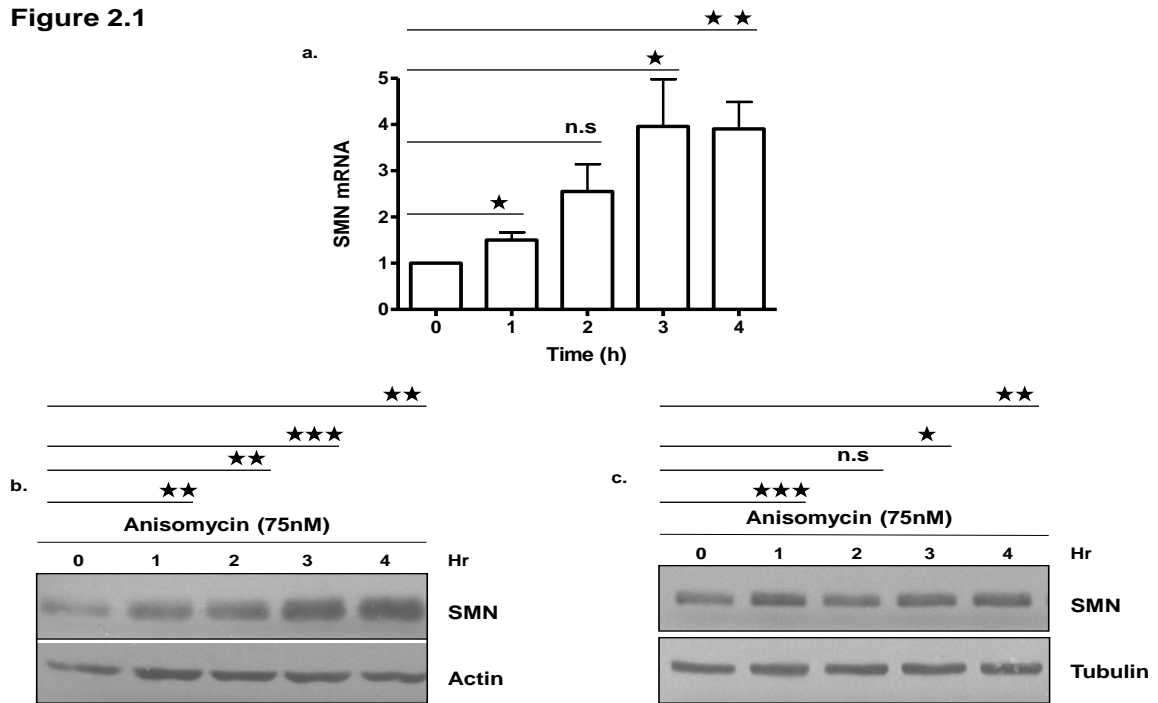 Figure 2.1
★ ★
a.
★
n.s
★
SMN mRNA
5
4
3
2
1
0
0 1 2 3 4
Time (h)
★★
★★★
★★
b.
★★
Anisomycin (75nM)
0 1 2 3 4 Hr
SMN
Actin
★★
★
n.s
c.
★★★
Anisomycin (75nM)
0 1 2 3 4 Hr
SMN
Tubulin